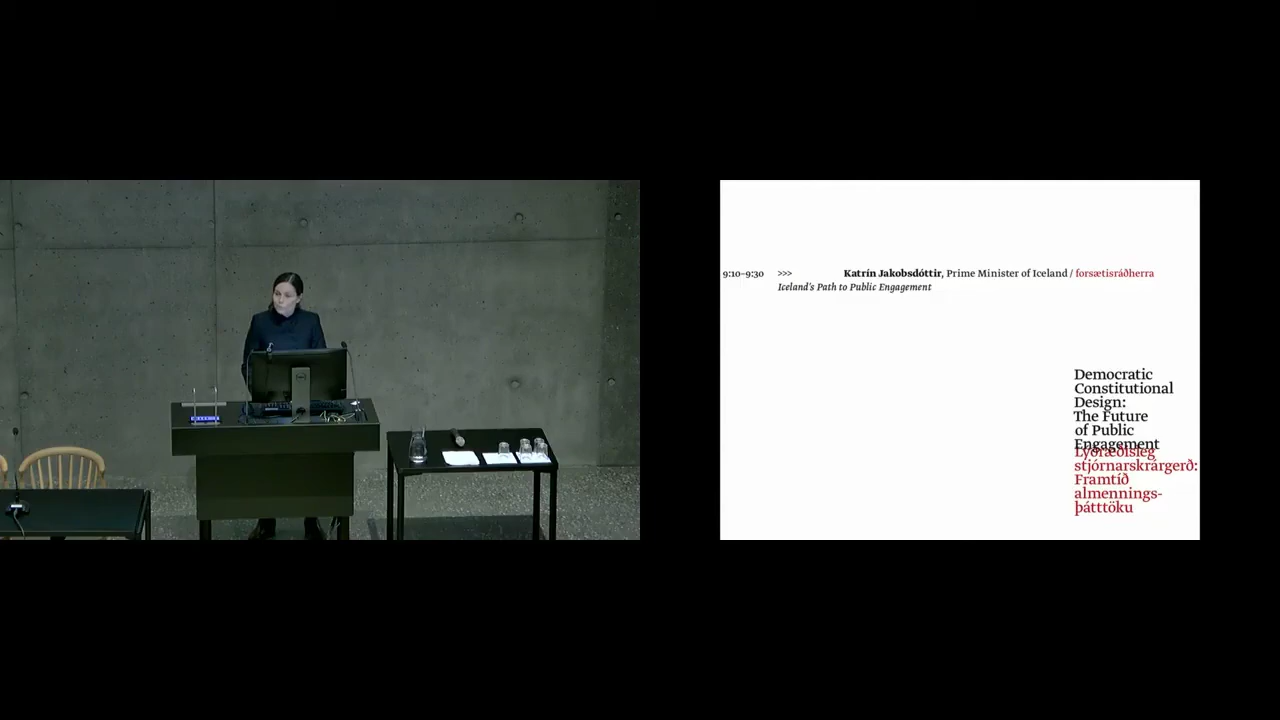 9:10–9:30 >>> Katrín Jakobsdóttir, Prime Minister of Iceland / forsætisráðherra
Iceland's Path to Public Engagement
Democratic
Constitutional
Design:
The Future
of Public
Engagement
Lýðræðisleg
stjórnarskrárgerð:
Framtíð
almennings-
þátttöku